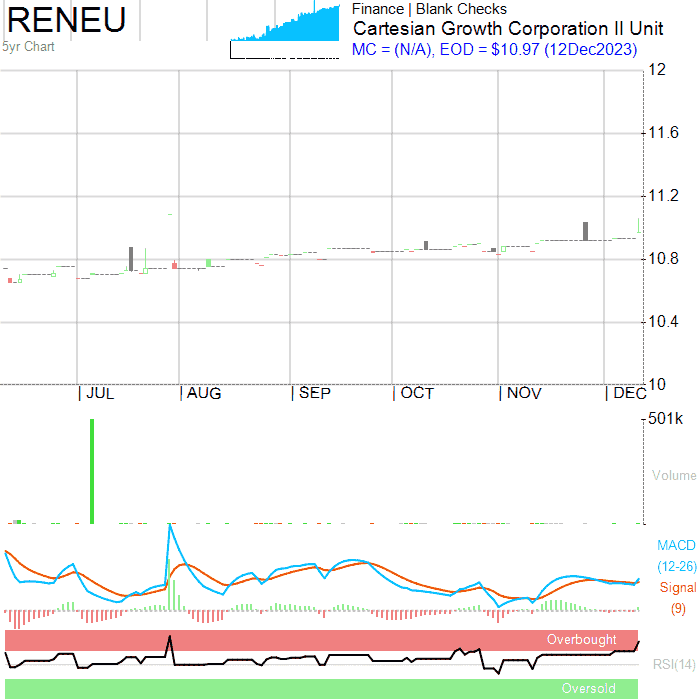 RENEU
5yr Chart
Finance | Blank Checks
Cartesian Growth Corporation II Unit
MC = (N/A), EOD = $10.97 (12Dec2023)
12
11.6
11.2
10.8
10.4
10
| JUL | AUG | SEP | OCT | NOV | DEC
501k
Volume
MACD
(12-26)
Signal
(9)
Overbought
RSI(14)
Oversold